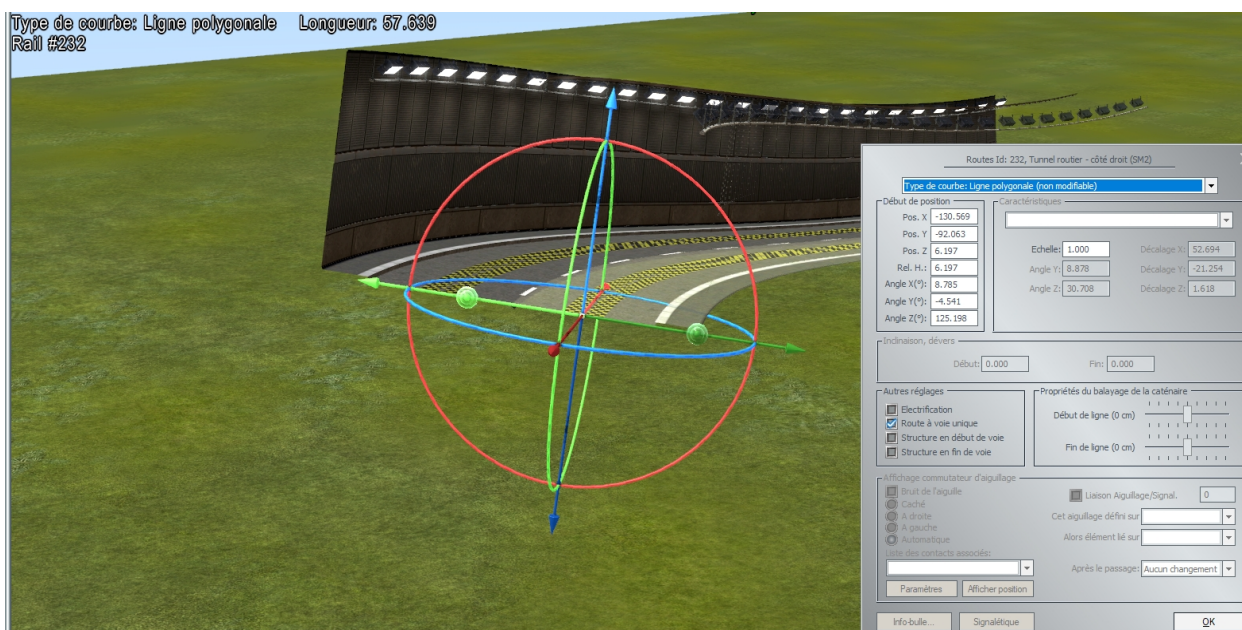 Type de courbe: Ligne polygonale Longueur: 57.639
Rail #232
Routes Id: 232, Tunnel routier - côté droit (SM2)
Type de courbe: Ligne polygonale (non modifiable)
Début de position
Pos. X -130.569
Pos. Y -92.063
Pos. Z 6.197
Rel. H.: 6.197
Angle X(°): 8.785
Angle Y(°): -4.541
Angle Z(°): 125.198
Caractéristiques
Echelle: 1.000 Décalage X: 52.694
Angle Y: 8.878 Décalage Y: -21.254
Angle Z: 30.708 Décalage Z: 1.618
Inclinaison, dévers
Début: 0.000 Fin: 0.000
Autres réglages
Electrification
Route à voie unique
Structure en début de voie
Structure en fin de voie
Propriétés du balayage de la caténaire
Début de ligne (0 cm)
Fin de ligne (0 cm)
Affichage commutateur d'aiguillage
Bruit de l'aiguille
Caché
A droite
A gauche
Automatique
Liste des contacts associés:
Paramètres Afficher position
Liaison Aiguillage/Signal. 0
Cet aiguillage défini sur
Alors élément lié sur
Après le passage: Aucun changement
Info-bulle... Signalétique OK